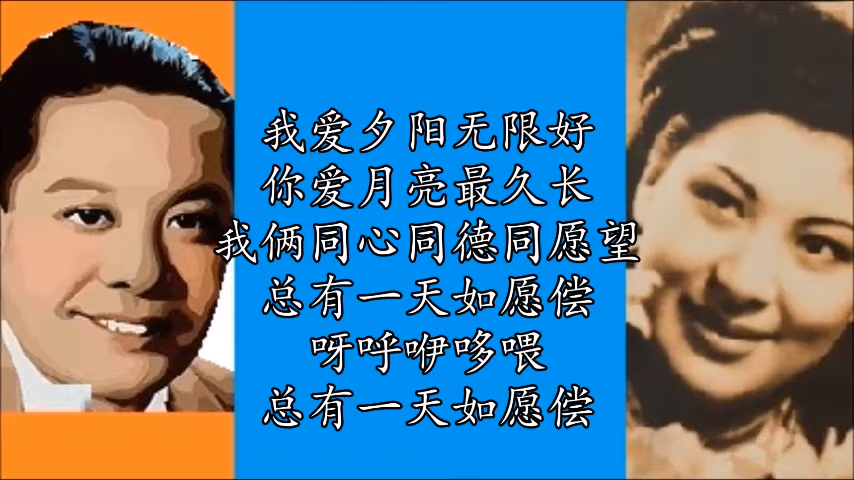 我爱夕阳无限好
你爱月亮最久长
我俩同心同德同愿望
总有一天如愿偿
呀呼咿哆喂
总有一天如愿偿